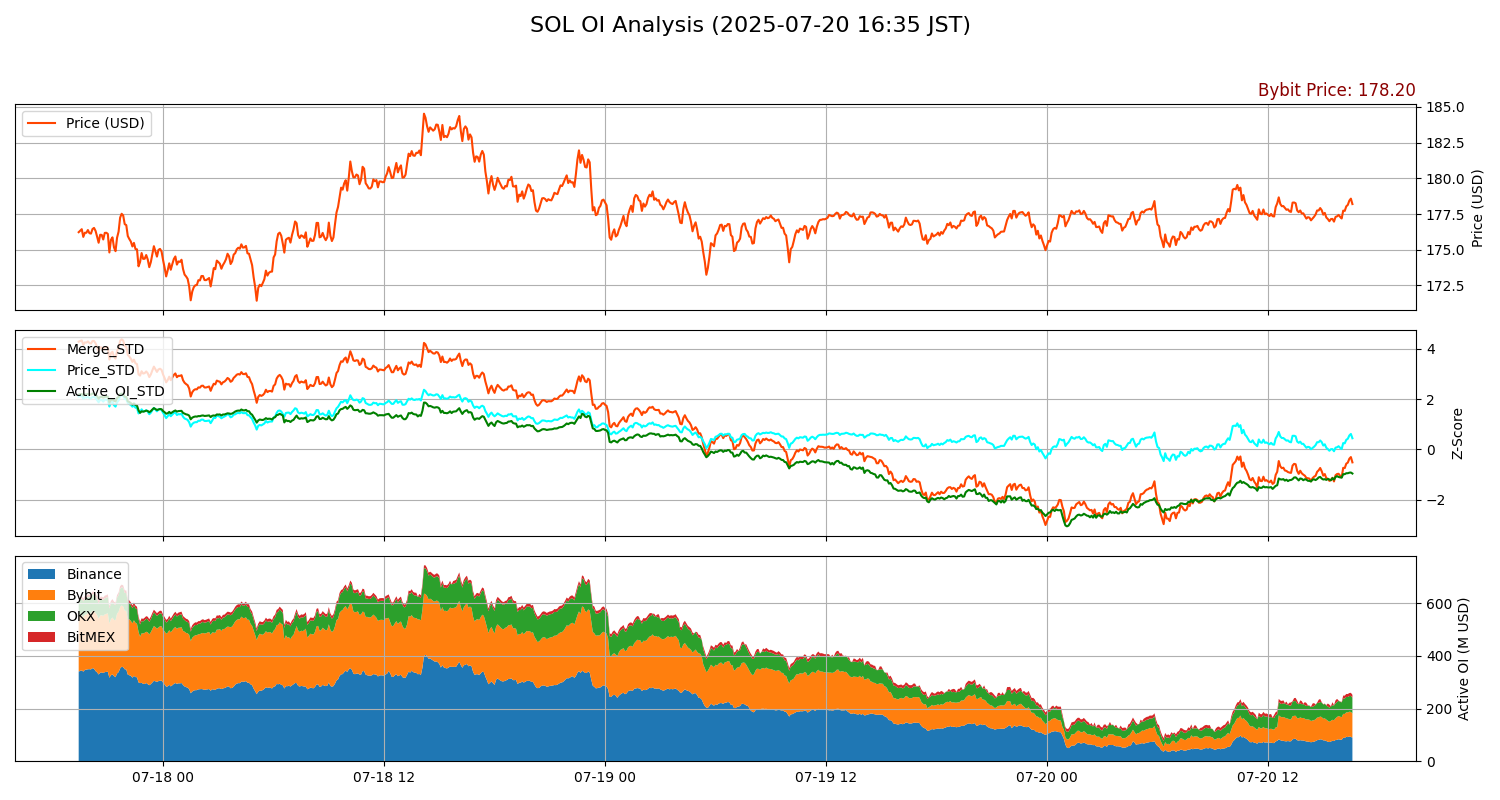 SOL OI Analysis (2025-07-20 16:35 JST)
Bybit Price: 178.20
Price (USD)
185.0
182.5
180.0
177.5
175.0
172.5
Price (USD)
Merge_STD
Price_STD
Active_OI_STD
4
2
0
−2
Z-Score
Binance
Bybit
OKX
BitMEX
600
400
200
0
Active OI (M USD)
07-18 00
07-18 12
07-19 00
07-19 12
07-20 00
07-20 12